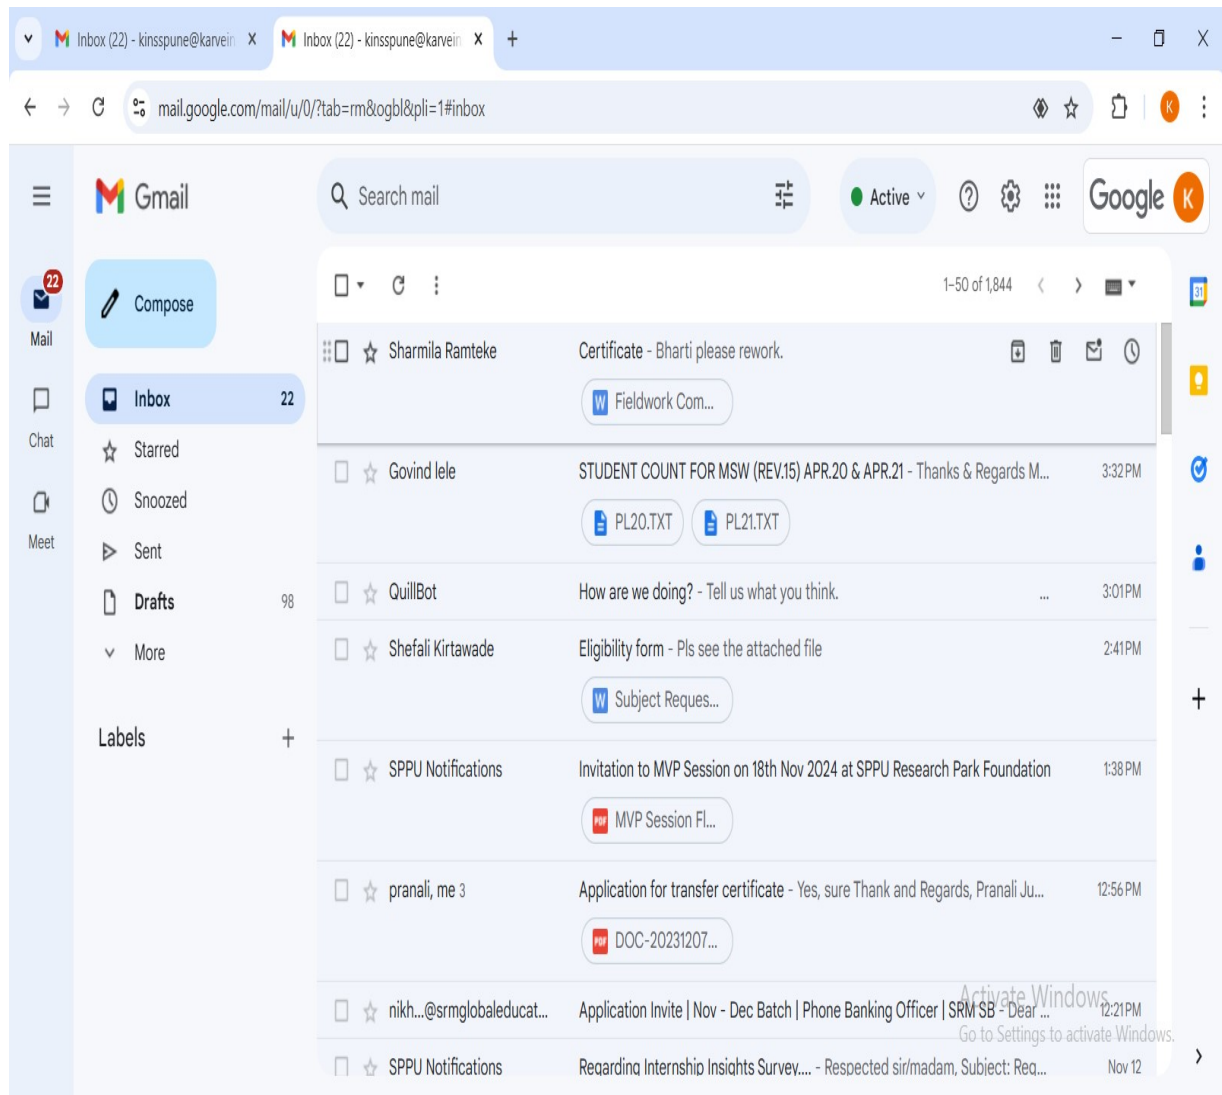 Inbox (22) - kinsspune@karvein
Inbox (22) - kinsspune@karvein
mail.google.com/mail/u/0/?tab=rm&ogbl&pli=1#inbox
K
Gmail
Search mail
Active
Google
K
22
Mail
Chat
Meet
Compose
Inbox 22
Starred
Snoozed
Sent
Drafts 98
More
Labels
1-50 of 1,844
31
Sharmila Ramteke Certificate - Bharti please rework.
W Fieldwork Com...
Govind lele STUDENT COUNT FOR MSW (REV.15) APR.20 & APR.21 - Thanks & Regards M... 3:32 PM
PL20.TXT PL21.TXT
QuillBot How are we doing? - Tell us what you think. ... 3:01 PM
Shefali Kirtawade Eligibility form - Pls see the attached file 2:41 PM
W Subject Reques...
SPPU Notifications Invitation to MVP Session on 18th Nov 2024 at SPPU Research Park Foundation 1:38 PM
PDF MVP Session Fl...
pranali, me 3 Application for transfer certificate - Yes, sure Thank and Regards, Pranali Ju... 12:56 PM
PDF DOC-20231207...
nikh...@srmglobaleducat... Application Invite | Nov - Dec Batch | Phone Banking Officer | SRM SB - Dear ... 12:21 PM
Activate Windows
Go to Settings to activate Windows.
SPPU Notifications Regarding Internship Insights Survey.... - Respected sir/madam, Subject: Reg... Nov 12